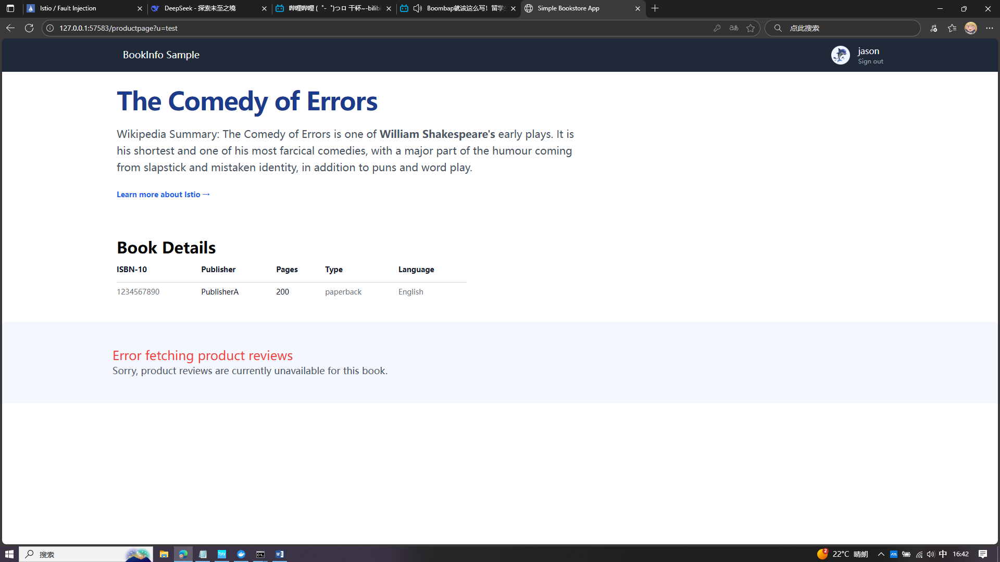 Istio / Fault Injection
DeepSeek - 探索未至之境
哔哩哔哩 (゜-゜)つロ 干杯~-bilibi
Boombap就该这么写！留学
Simple Bookstore App
127.0.0.1:57583/productpage?u=test
点此搜索
BookInfo Sample
jason
Sign out
The Comedy of Errors
Wikipedia Summary: The Comedy of Errors is one of William Shakespeare's early plays. It is
his shortest and one of his most farcical comedies, with a major part of the humour coming
from slapstick and mistaken identity, in addition to puns and word play.
Learn more about Istio →
Book Details
ISBN-10 Publisher Pages Type Language
1234567890 PublisherA 200 paperback English
Error fetching product reviews
Sorry, product reviews are currently unavailable for this book.
搜索
Tyty
2
22°C 晴朗
中
16:42